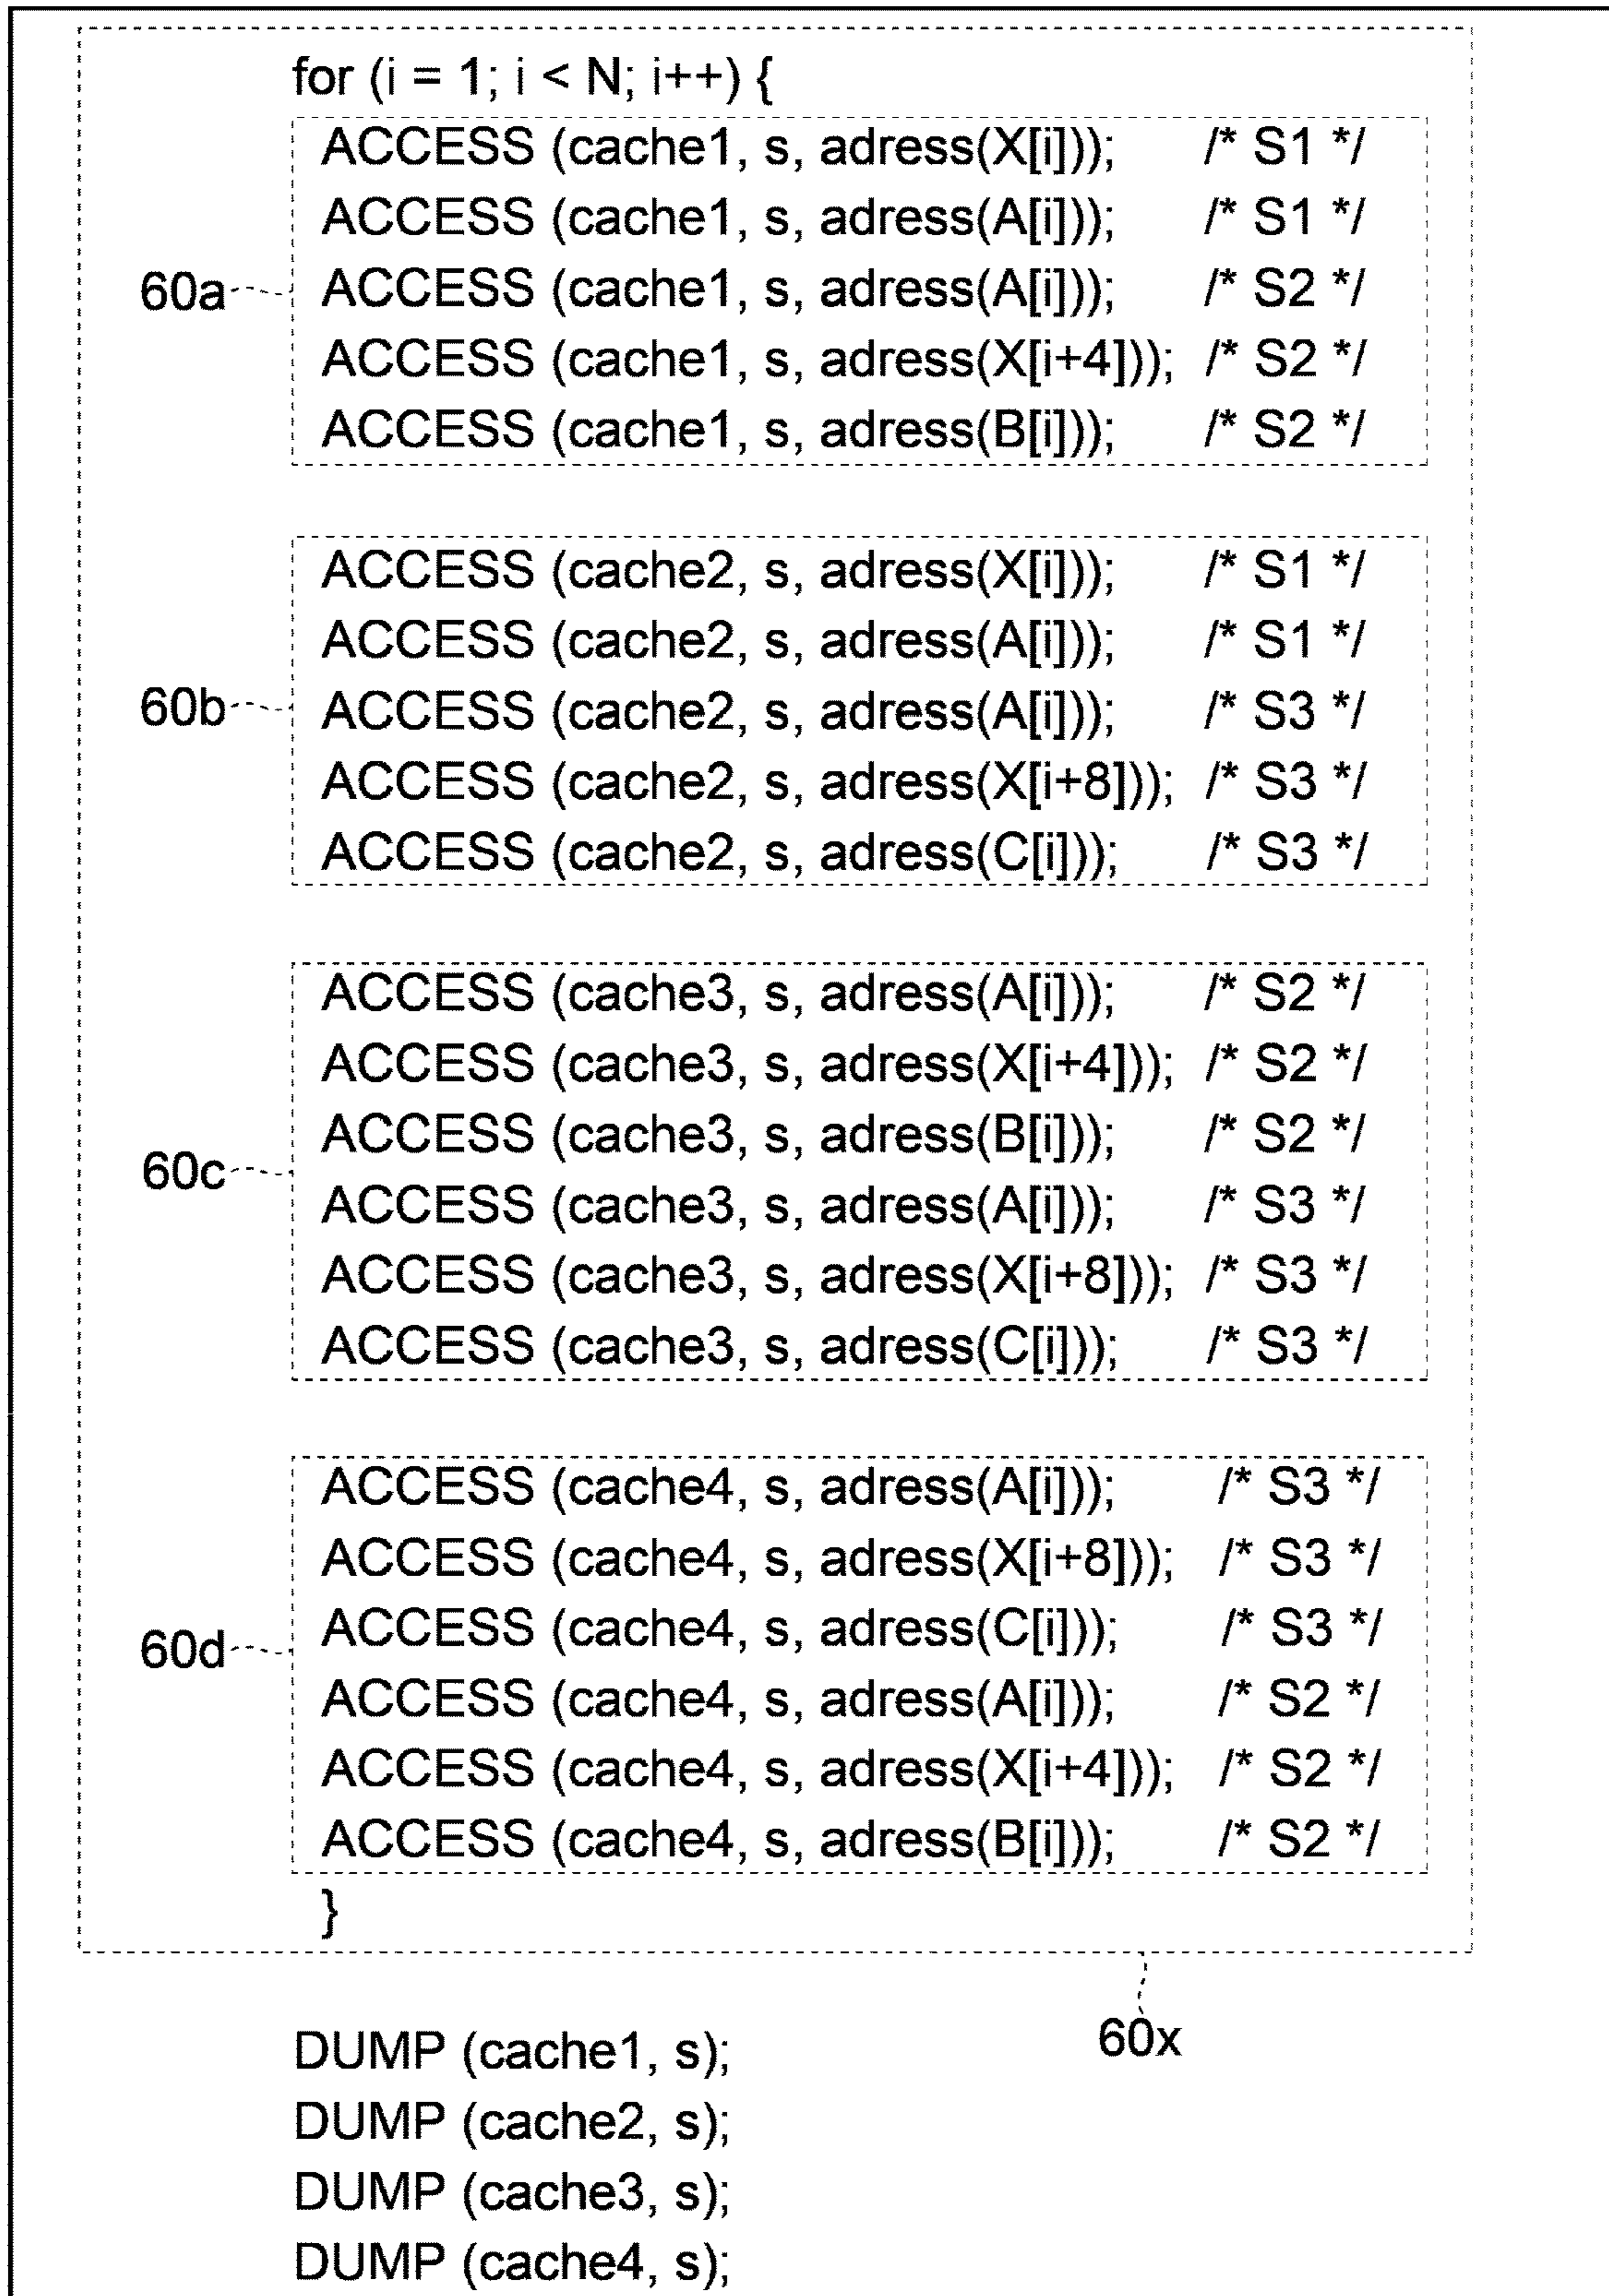 for (i = 1; i < N; i++) {
ACCESS (cache1, s, adress(X[i])); /* S1 */
ACCESS (cache1, s, adress(A[i])); /* S1 */
60a ACCESS (cache1, s, adress(A[i])); /* S2 */
ACCESS (cache1, s, adress(X[i+4])); /* S2 */
ACCESS (cache1, s, adress(B[i])); /* S2 */
ACCESS (cache2, s, adress(X[i])); /* S1 */
ACCESS (cache2, s, adress(A[i])); /* S1 */
60b ACCESS (cache2, s, adress(A[i])); /* S3 */
ACCESS (cache2, s, adress(X[i+8])); /* S3 */
ACCESS (cache2, s, adress(C[i])); /* S3 */
ACCESS (cache3, s, adress(A[i])); /* S2 */
ACCESS (cache3, s, adress(X[i+4])); /* S2 */
ACCESS (cache3, s, adress(B[i])); /* S2 */
60c ACCESS (cache3, s, adress(A[i])); /* S3 */
ACCESS (cache3, s, adress(X[i+8])); /* S3 */
ACCESS (cache3, s, adress(C[i])); /* S3 */
ACCESS (cache4, s, adress(A[i])); /* S3 */
ACCESS (cache4, s, adress(X[i+8])); /* S3 */
60d ACCESS (cache4, s, adress(C[i])); /* S3 */
ACCESS (cache4, s, adress(A[i])); /* S2 */
ACCESS (cache4, s, adress(X[i+4])); /* S2 */
ACCESS (cache4, s, adress(B[i])); /* S2 */
}
60x
DUMP (cache1, s);
DUMP (cache2, s);
DUMP (cache3, s);
DUMP (cache4, s);